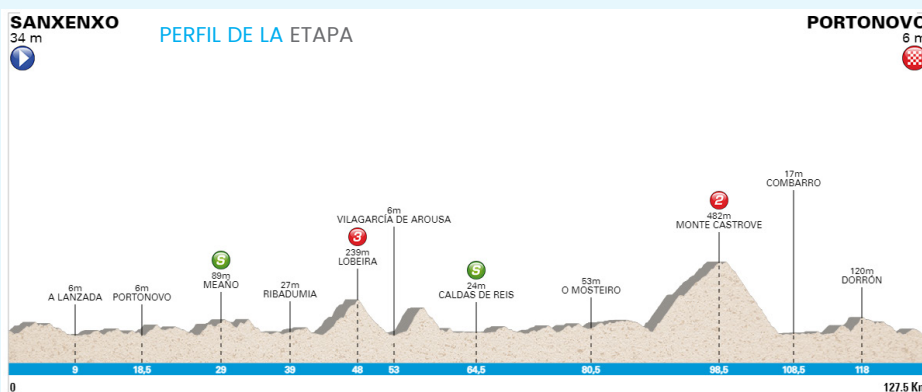 SANXENXO
34 m
PERFIL DE LA ETAPA
PORTONOVO
6 m
6m
A LANZADA
6m
PORTONOVO
S
89m
MEAÑO
27m
RIBADUMIA
3
239m
LOBEIRA
6m
VILAGARCÍA DE AROUSA
S
24m
CALDAS DE REIS
53m
O MOSTEIRO
2
482m
MONTE CASTROVE
17m
COMBARRO
120m
DORRÓN
9 18,5 29 39 48 53 64,5 80,5 98,5 108,5 118
0 127.5 Km